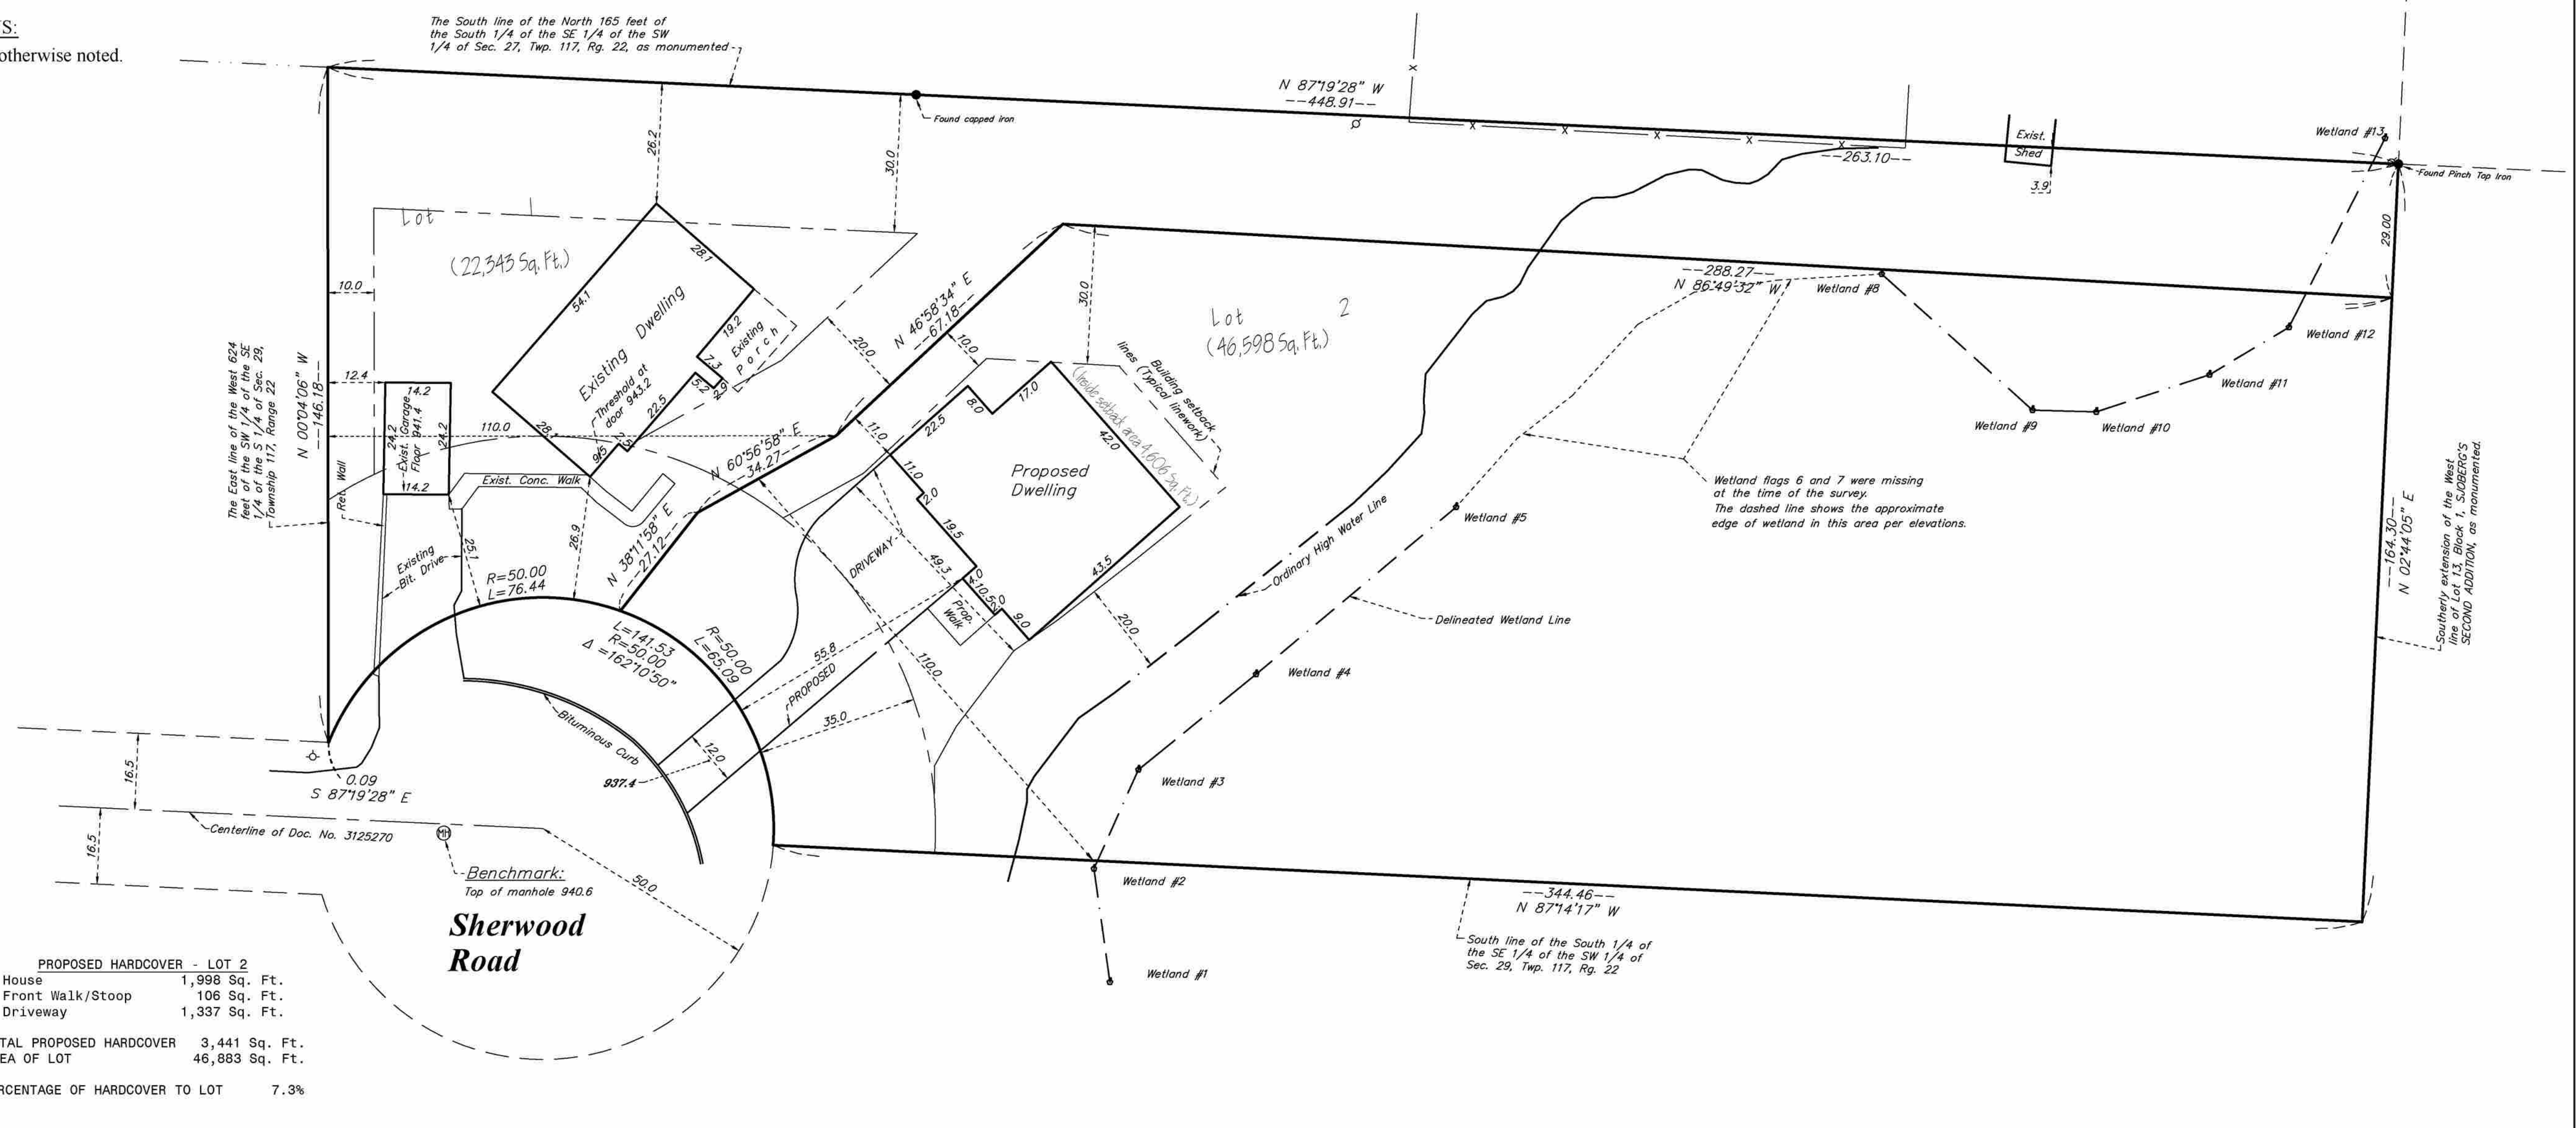 S:
otherwise noted.
The South line of the North 165 feet of
the South 1/4 of the SE 1/4 of the SW
1/4 of Sec. 27, Twp. 117, Rg. 22, as monumented
N 87°19'28" W
--448.91--
Found capped iron
26.2
30.0
--263.10--
Exist.
Shed
3.9
Wetland #13
Found Pinch Top Iron
29.00
Lot
(22,343 Sq. Ft.)
10.0
28.1
54.1
Existing Dwelling
Threshold at
door 943.2
19.2
7.3
Existing
Porch
5.2
2.9
22.5
28.1
9.5
20.0
N 46°58'34" E
--67.18--
10.0
30.0
Lot 2
(46,598 Sq. Ft.)
--288.27--
N 86°49'32" W
Wetland #8
Wetland #12
Wetland #11
Wetland #9
Wetland #10
The East line of the West 624
feet of the SW 1/4 of the SE
1/4 of the S 1/4 of Sec. 29,
Township 117, Range 22
N 00°04'06" W
--146.18--
12.4
14.2
24.2
Exist. Garage
Floor 941.4
24.2
14.2
110.0
Ret. Wall
Exist. Conc. Walk
Existing
Bit. Drive
25.1
26.9
N 60°56'58" E
--34.27--
N 38°11'58" E
--27.12--
11.0
22.5
8.0
17.0
42.0
Building setback
lines (Typical linework)
(Inside setback area 4,606 Sq. Ft.)
Proposed
Dwelling
11.0
2.0
19.5
49.3
4.0
10.5
2.0
9.0
43.5
Prop.
Walk
DRIVEWAY
PROPOSED
55.8
35.0
110.0
20.0
12.0
937.4
R=50.00
L=76.44
L=141.53
R=50.00
Δ =162°10'50"
R=50.00
L=65.09
Bituminous Curb
Ordinary High Water Line
Wetland #5
Wetland flags 6 and 7 were missing
at the time of the survey.
The dashed line shows the approximate
edge of wetland in this area per elevations.
Delineated Wetland Line
Wetland #4
Wetland #3
Wetland #2
Wetland #1
--164.30--
N 02°44'05" E
Southerly extension of the West
line of Lot 13, Block 1, SJOBERG'S
SECOND ADDITION, as monumented.
--344.46--
N 87°14'17" W
South line of the South 1/4 of
the SE 1/4 of the SW 1/4 of
Sec. 29, Twp. 117, Rg. 22
16.5
16.5
0.09
S 87°19'28" E
Centerline of Doc. No. 3125270
MH
Benchmark:
Top of manhole 940.6
50.0
Sherwood
Road
PROPOSED HARDCOVER - LOT 2
House 1,998 Sq. Ft.
Front Walk/Stoop 106 Sq. Ft.
Driveway 1,337 Sq. Ft.
TAL PROPOSED HARDCOVER 3,441 Sq. Ft.
EA OF LOT 46,883 Sq. Ft.
RCENTAGE OF HARDCOVER TO LOT 7.3%